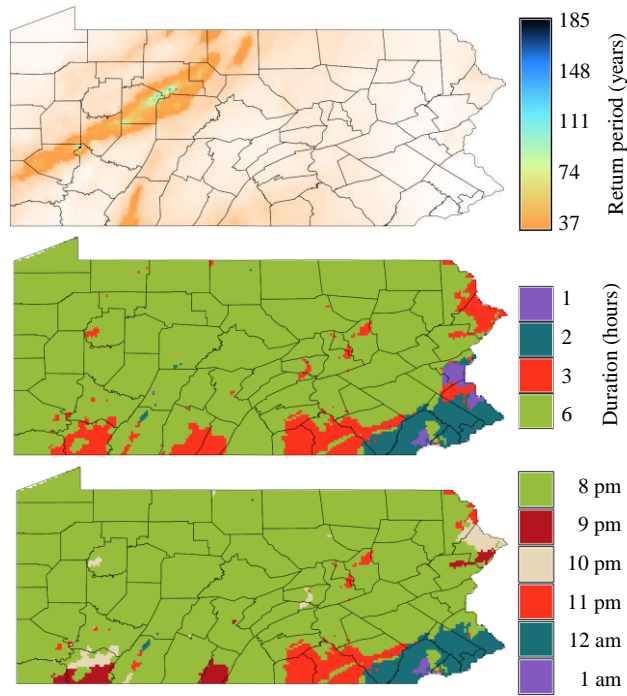 185
148
111
74
37
Return period (years)
1
2
3
6
Duration (hours)
8 pm
9 pm
10 pm
11 pm
12 am
1 am